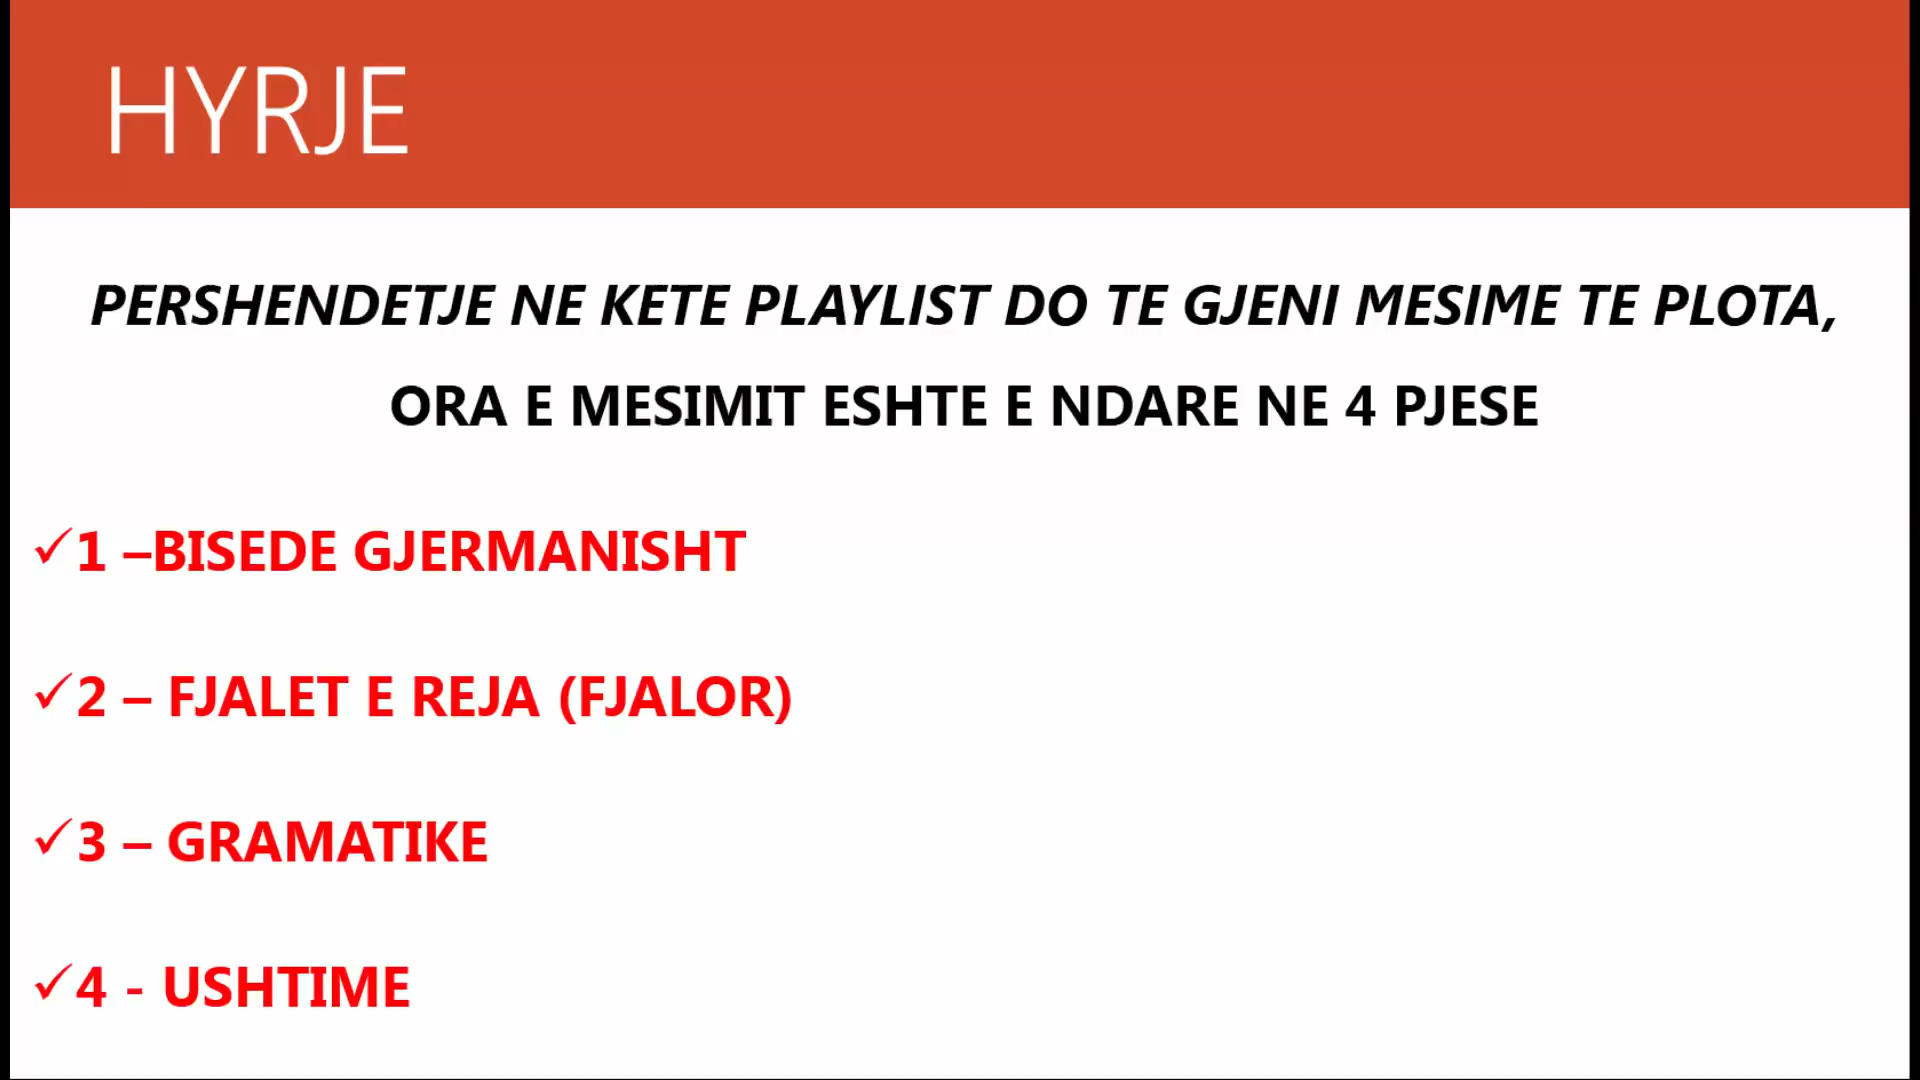 HYRJE
PERSHENDETJE NE KETE PLAYLIST DO TE GJENI MESIME TE PLOTA,
ORA E MESIMIT ESHTE E NDARE NE 4 PJESE
✓1 –BISEDE GJERMANISHT
✓2 – FJALET E REJA (FJALOR)
✓3 – GRAMATIKE
✓4 - USHTIME